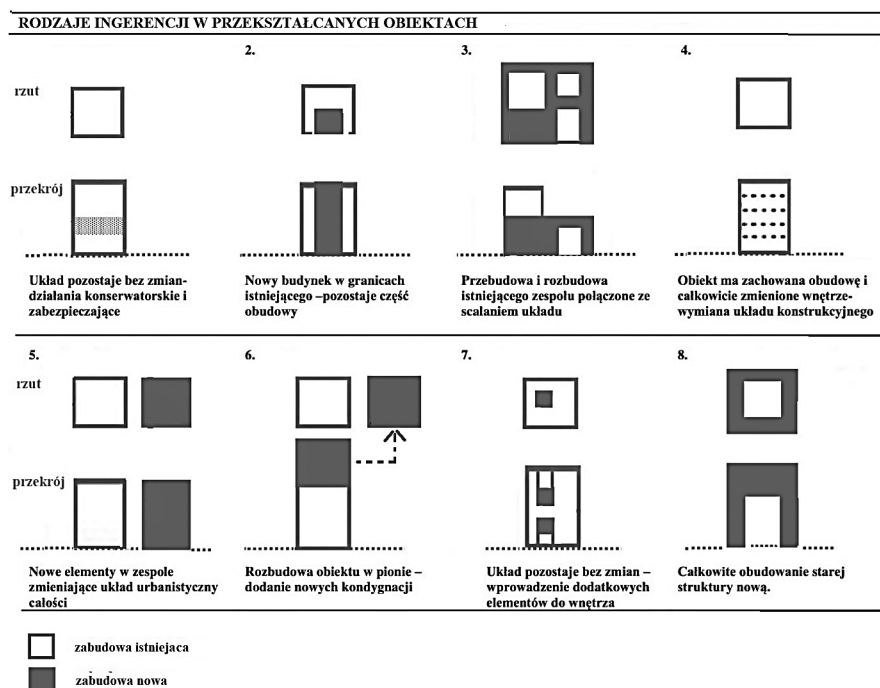 RODZAJE INGERENCJI W PRZEKSZTAŁCANYCH OBIEKTACH
2. 3. 4.
rzut
przekrój
Układ pozostaje bez zmian-
działania konserwatorskie i
zabezpieczające
Nowy budynek w granicach
istniejącego –pozostaje część
obudowy
Przebudowa i rozbudowa
istniejącego zespołu połączone ze
scalaniem układu
Obiekt ma zachowana obudowę i
całkowicie zmienione wnętrze-
wymiana układu konstrukcyjnego
5. 6. 7. 8.
rzut
przekrój
Nowe elementy w zespole
zmieniające układ urbanistyczny
całości
Rozbudowa obiektu w pionie –
dodanie nowych kondygnacji
Układ pozostaje bez zmian –
wprowadzenie dodatkowych
elementów do wnętrza
Całkowite obudowanie starej
struktury nową.
zabudowa istniejaca
zabudowa nowa